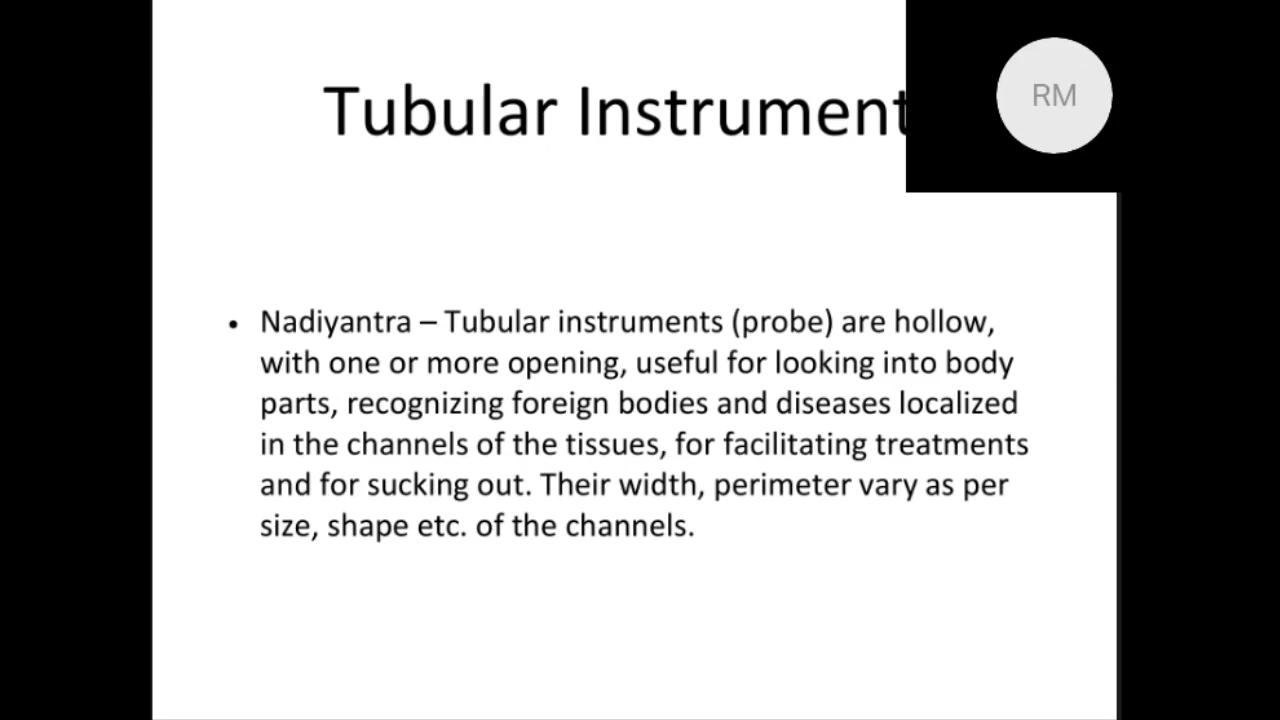 Tubular Instrument
RM
• Nadiyantra – Tubular instruments (probe) are hollow,
with one or more opening, useful for looking into body
parts, recognizing foreign bodies and diseases localized
in the channels of the tissues, for facilitating treatments
and for sucking out. Their width, perimeter vary as per
size, shape etc. of the channels.